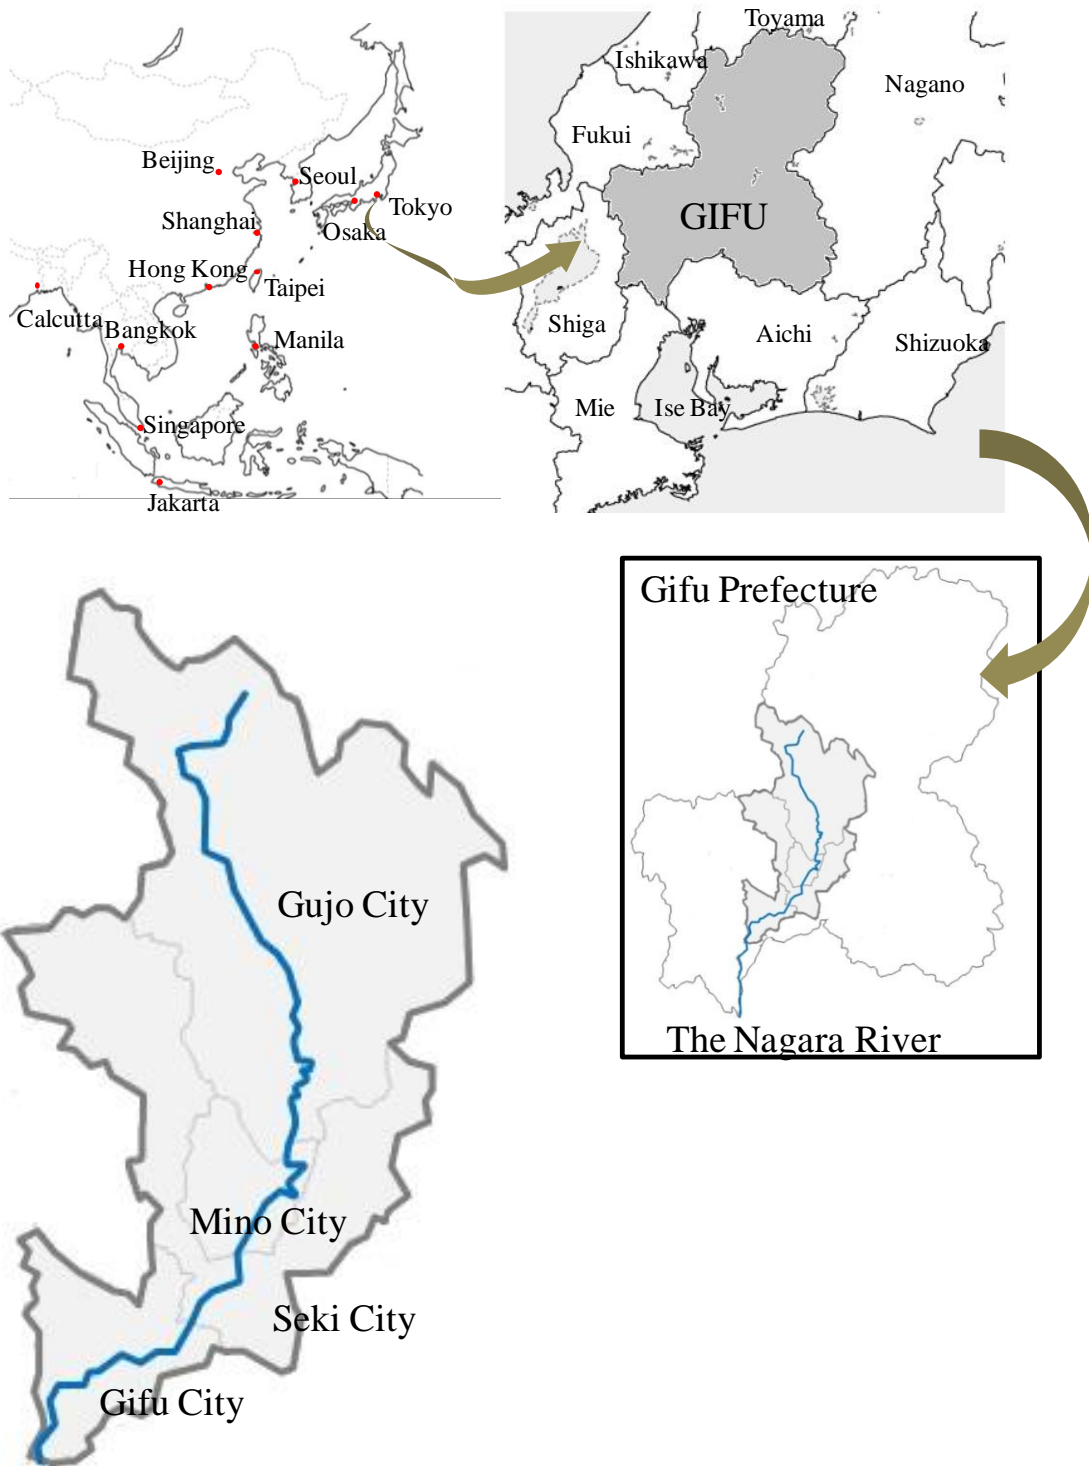 Beijing
Seoul
Tokyo
Osaka
Shanghai
Hong Kong
Taipei
Calcutta
Bangkok
Manila
Singapore
Jakarta
Toyama
Ishikawa
Nagano
Fukui
GIFU
Shiga
Aichi
Shizuoka
Mie
Ise Bay
Gifu Prefecture
The Nagara River
Gujo City
Mino City
Seki City
Gifu City